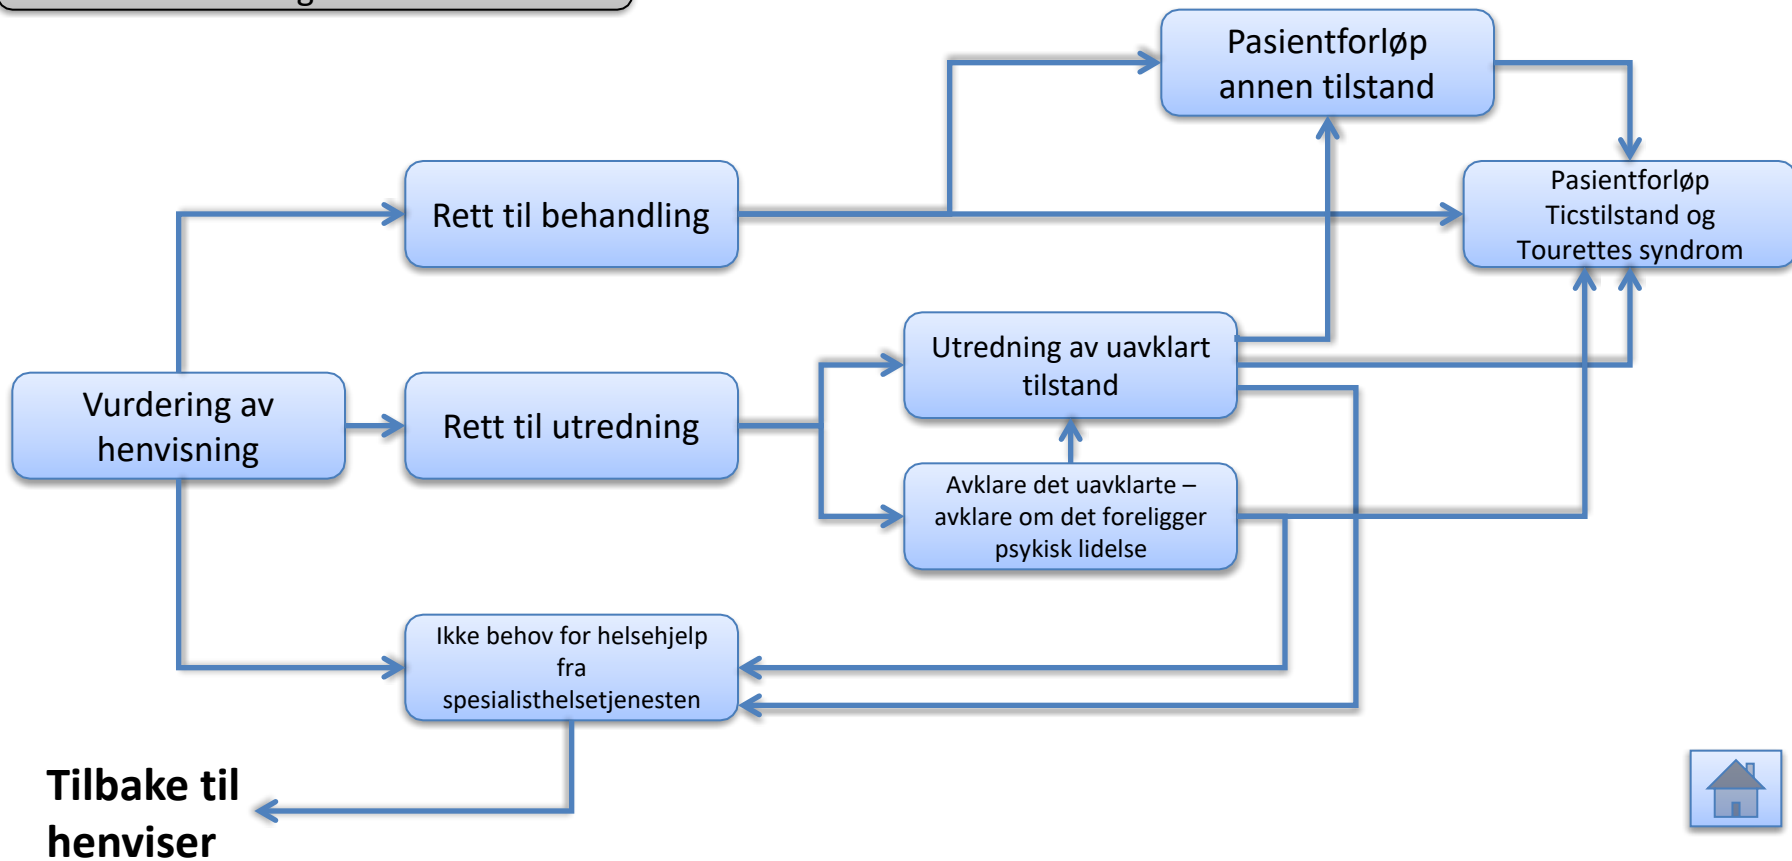 Pasientforløp
annen tilstand
Rett til behandling
Pasientforløp
Ticstilstand og
Tourettes syndrom
Utredning av uavklart
tilstand
Vurdering av
henvisning
Rett til utredning
Avklare det uavklarte –
avklare om det foreligger
psykisk lidelse
Ikke behov for helsehjelp
fra
spesialisthelsetjenesten
Tilbake til
henviser